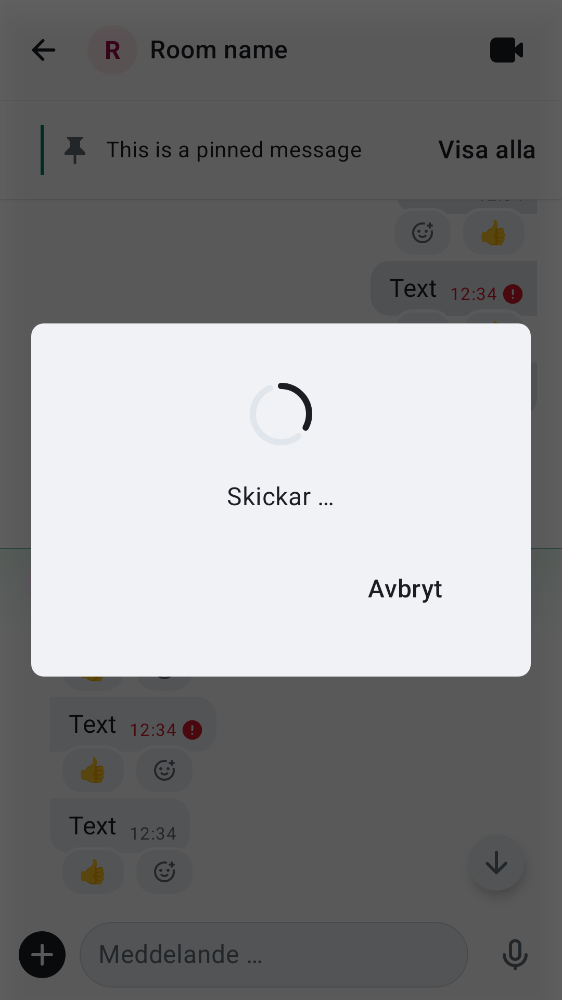 R Room name
This is a pinned message Visa alla
Text 12:34
Skickar …
Avbryt
Text 12:34
Text 12:34
Meddelande …